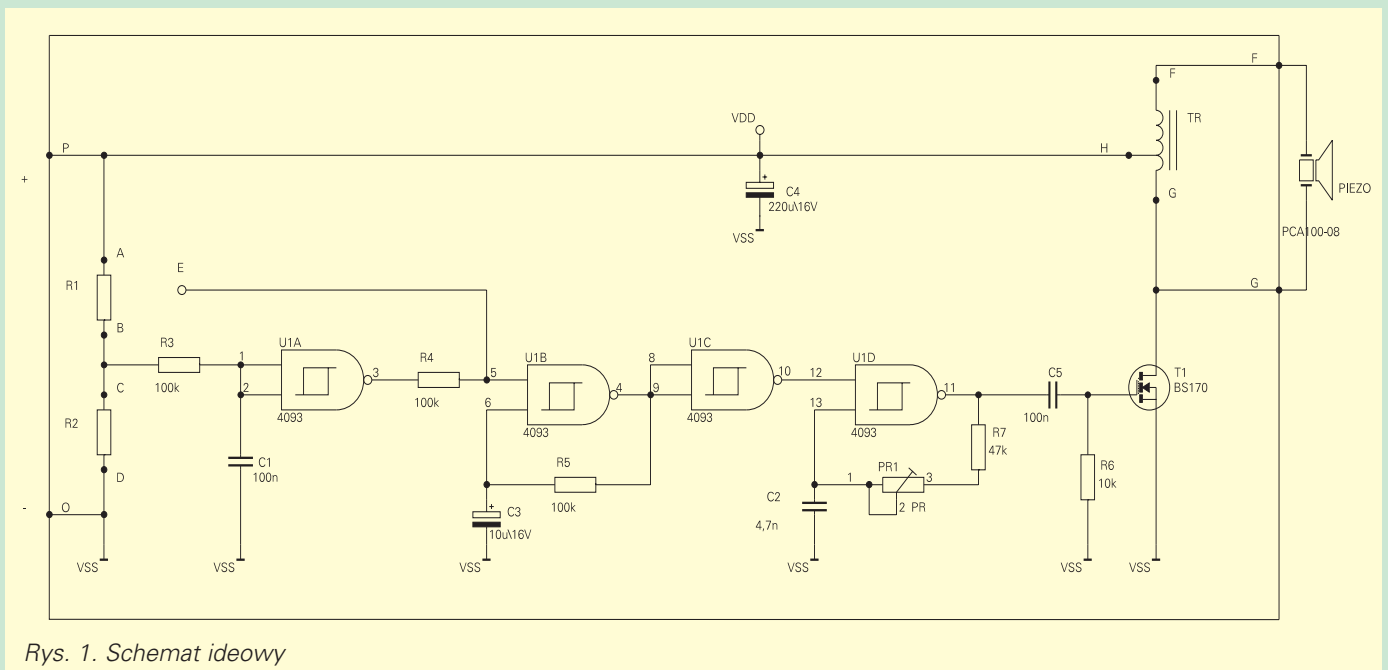 F
F
TR
VDD
P
H
+
+
C4
220u\16V
PIEZO
G
VSS
PCA100-08
A
E
R1
G
B
R3
U1A
U1B
U1C
U1D
1
3
R4
5
8
10
12
C5
T1
BS170
100k
2
C
100k
6
4
9
13
11
100n
4093
4093
4093
R2
R7
47k
C1
100n
R5
PR1
R6
10k
D
1
3
-
O
C3
10u\16V
100k
C2
4,7n
2 PR
VSS
VSS
VSS
VSS
VSS
VSS
Rys. 1. Schemat ideowy